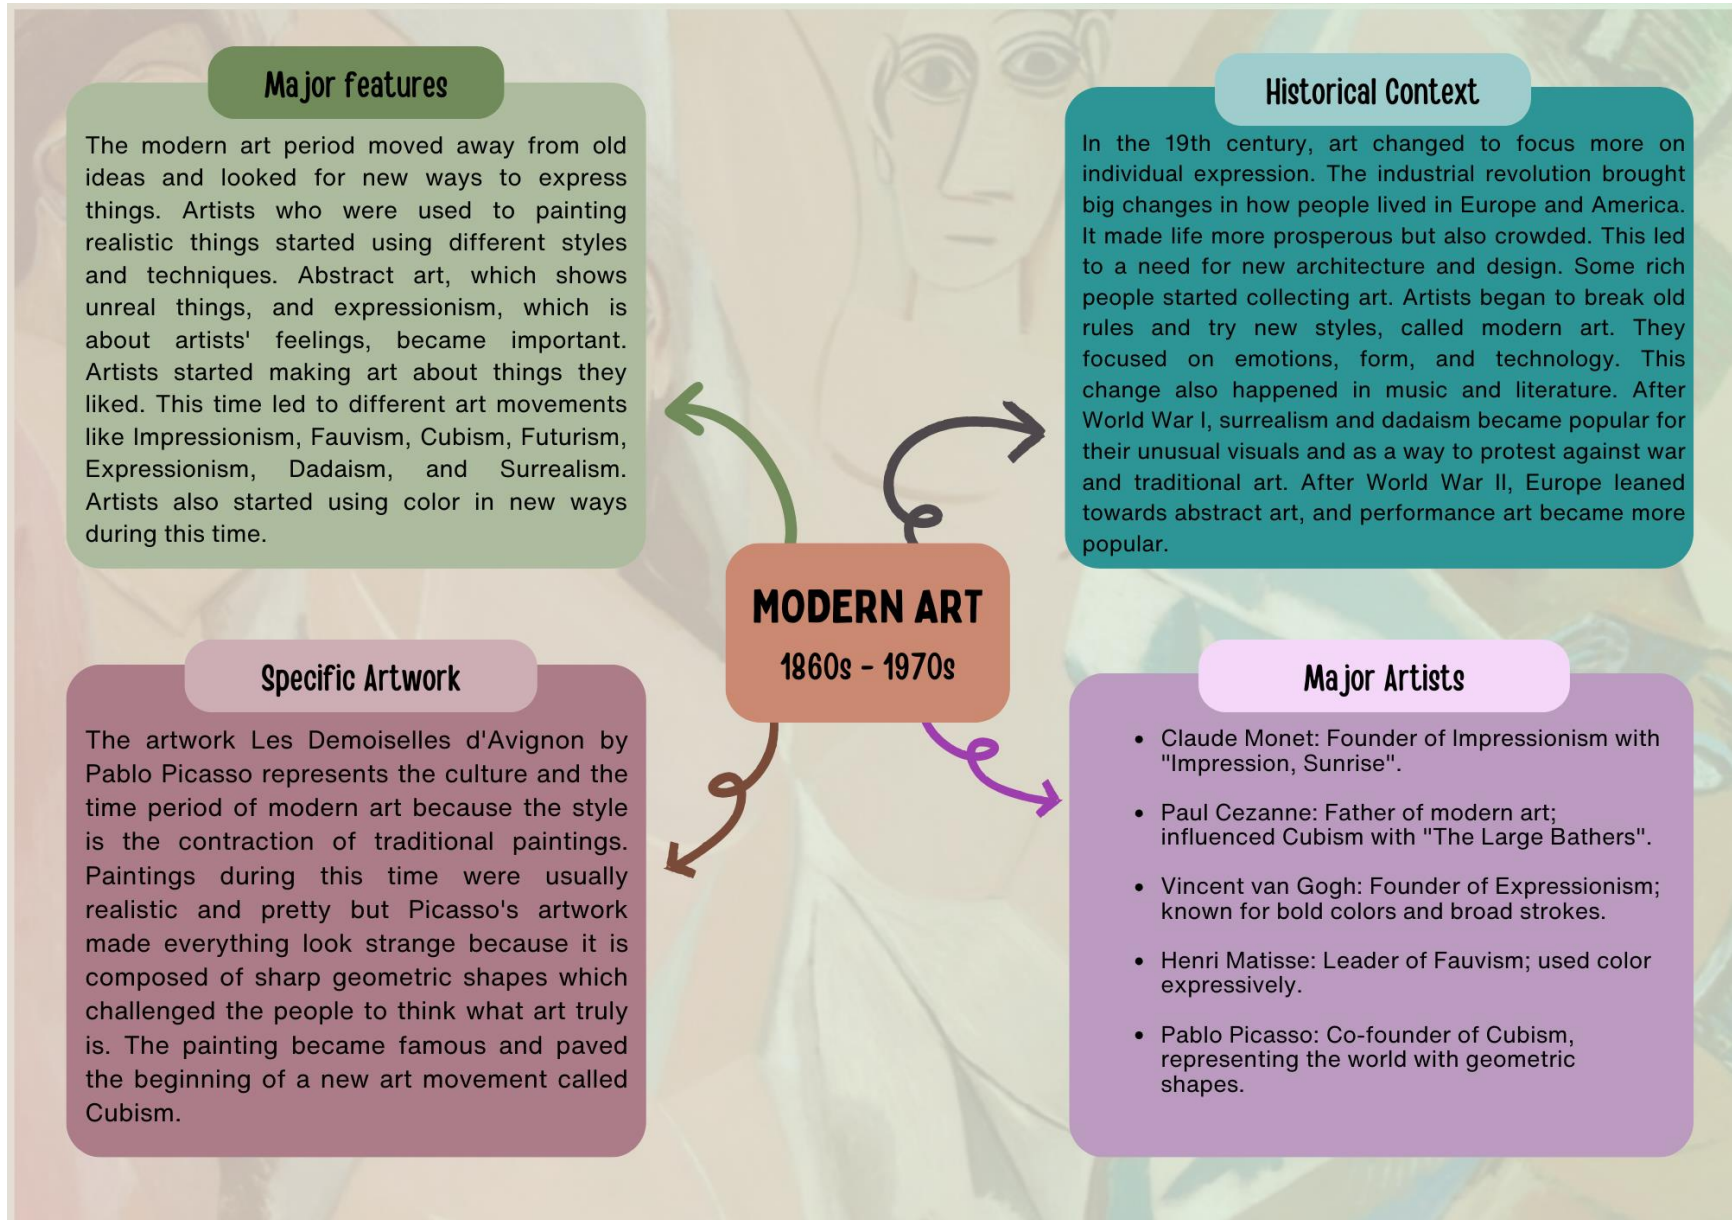 Major features
The modern art period moved away from old
ideas and looked for new ways to express
things. Artists who were used to painting
realistic things started using different styles
and techniques. Abstract art, which shows
unreal things, and expressionism, which is
about artists' feelings, became important.
Artists started making art about things they
liked. This time led to different art movements
like Impressionism, Fauvism, Cubism, Futurism,
Expressionism, Dadaism, and Surrealism.
Artists also started using color in new ways
during this time.
Historical Context
In the 19th century, art changed to focus more on
individual expression. The industrial revolution brought
big changes in how people lived in Europe and America.
It made life more prosperous but also crowded. This led
to a need for new architecture and design. Some rich
people started collecting art. Artists began to break old
rules and try new styles, called modern art. They
focused on emotions, form, and technology. This
change also happened in music and literature. After
World War I, surrealism and dadaism became popular for
their unusual visuals and as a way to protest against war
and traditional art. After World War II, Europe leaned
towards abstract art, and performance art became more
popular.
MODERN ART
1860s - 1970s
Specific Artwork
The artwork Les Demoiselles d'Avignon by
Pablo Picasso represents the culture and the
time period of modern art because the style
is the contraction of traditional paintings.
Paintings during this time were usually
realistic and pretty but Picasso's artwork
made everything look strange because it is
composed of sharp geometric shapes which
challenged the people to think what art truly
is. The painting became famous and paved
the beginning of a new art movement called
Cubism.
Major Artists
• Claude Monet: Founder of Impressionism with
"Impression, Sunrise".
• Paul Cezanne: Father of modern art;
influenced Cubism with "The Large Bathers".
• Vincent van Gogh: Founder of Expressionism;
known for bold colors and broad strokes.
• Henri Matisse: Leader of Fauvism; used color
expressively.
• Pablo Picasso: Co-founder of Cubism,
representing the world with geometric
shapes.